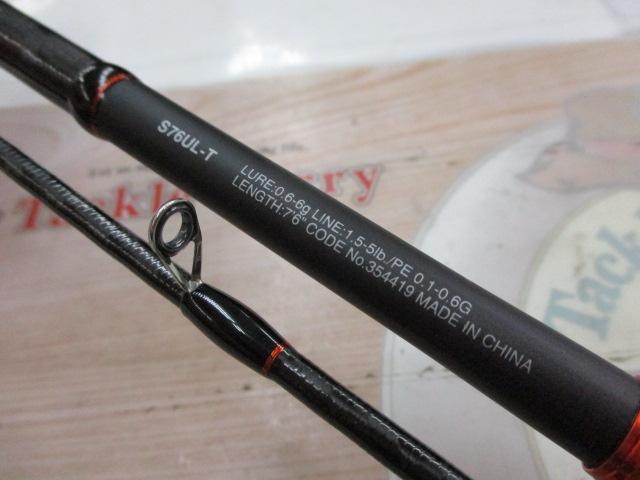 S76UL-T
LURE:0.6-6g LINE:1.5-5lb./PE 0.1-0.6G
LENGTH:7'6" CODE No.354419 MADE IN CHINA
Tackle
Tack